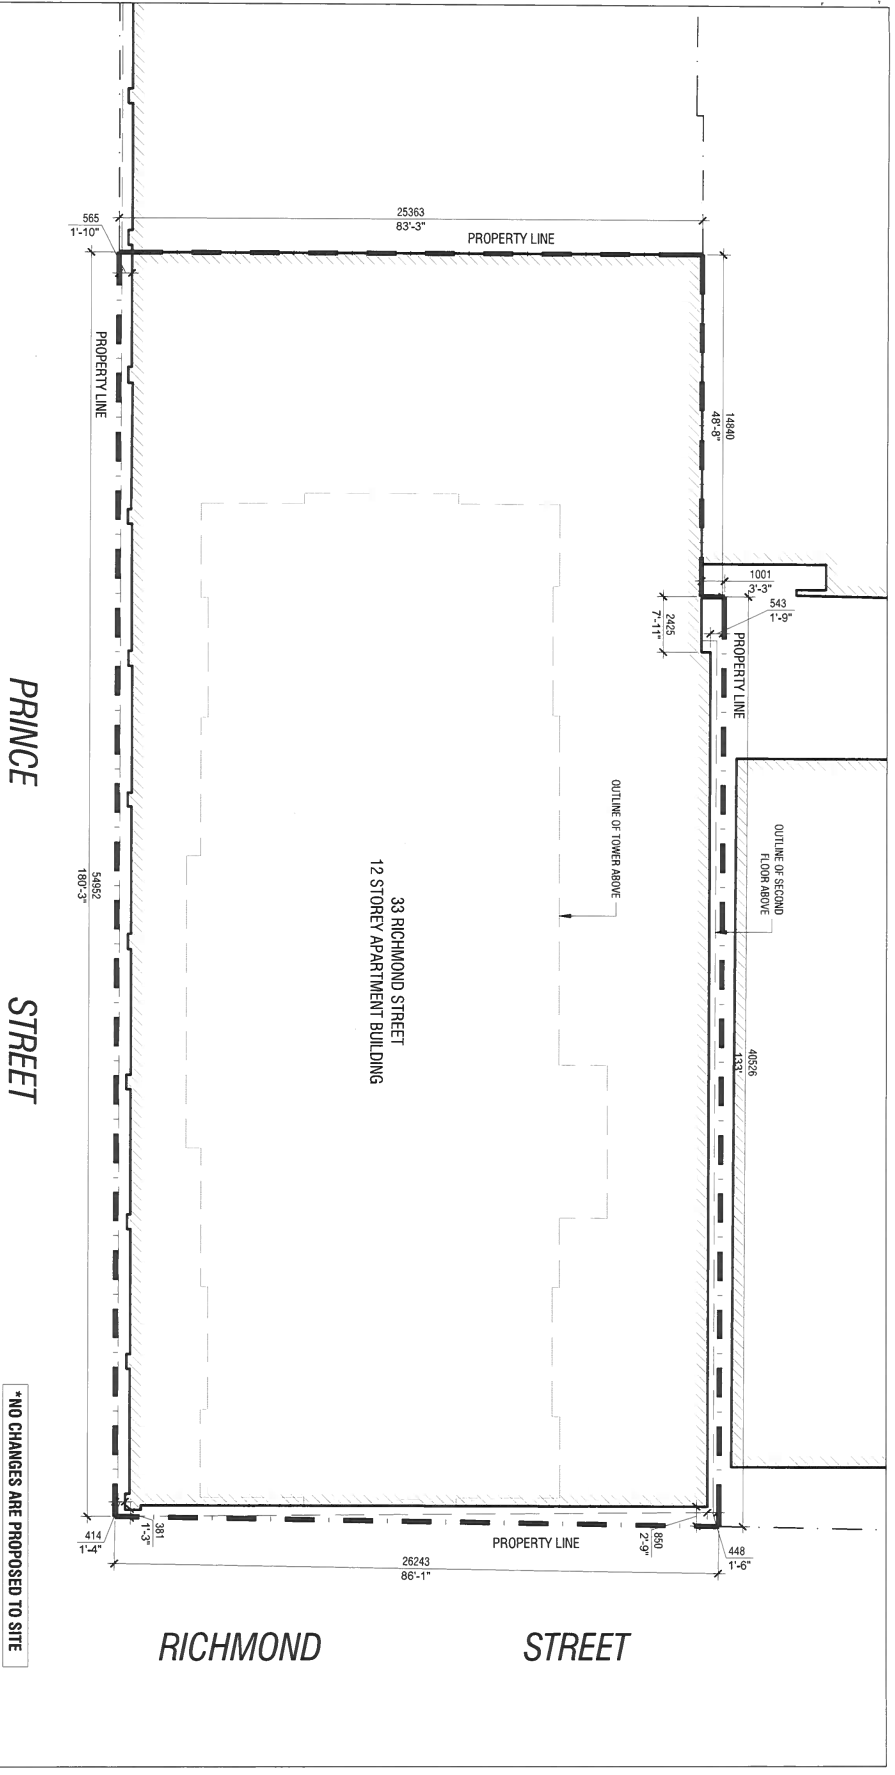 25363
83'-3"
565
1'-10"
PROPERTY LINE
PROPERTY LINE
14840
48'-8"
1001
3'-3"
543
1'-9"
2425
7'-11"
PROPERTY LINE
OUTLINE OF TOWER ABOVE
OUTLINE OF SECOND
FLOOR ABOVE
33 RICHMOND STREET
12 STOREY APARTMENT BUILDING
54952
180'-3"
40526
133'
PRINCE STREET
414
1'-4"
381
1'-3"
PROPERTY LINE
850
2'-9"
448
1'-6"
26243
86'-1"
RICHMOND STREET
*NO CHANGES ARE PROPOSED TO SITE